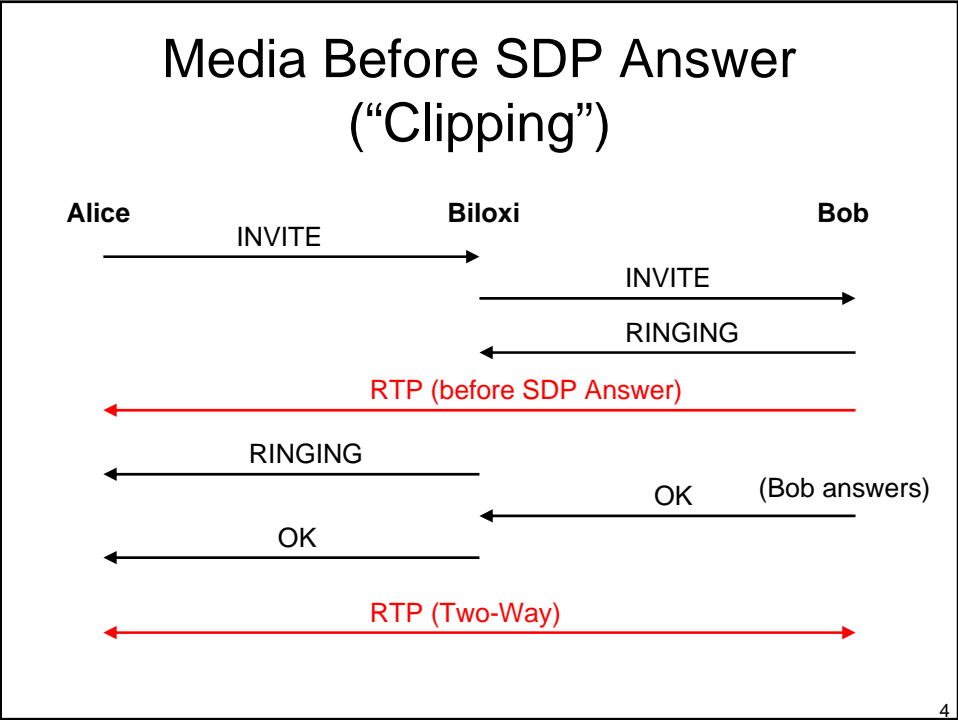 Media Before SDP Answer
(“Clipping”)
Alice
Biloxi
Bob
INVITE
INVITE
RINGING
RTP (before SDP Answer)
RINGING
(Bob answers)
OK
OK
RTP (Two-Way)
4